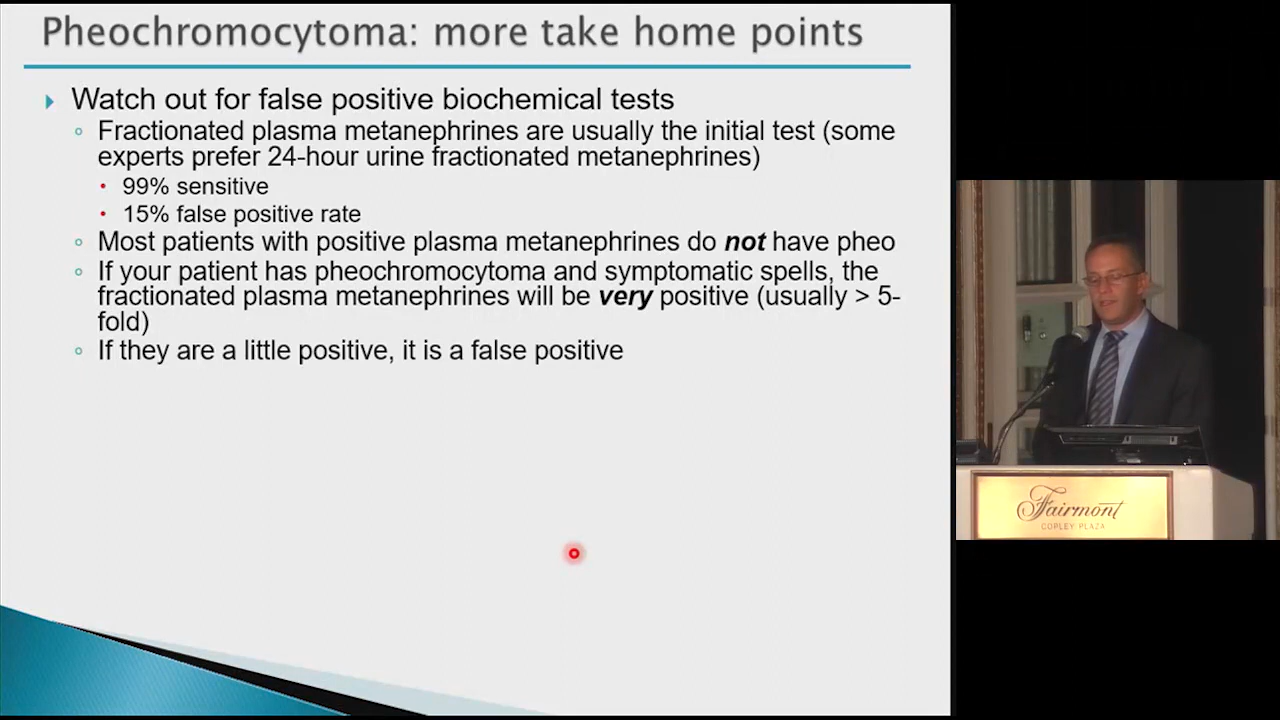 Pheochromocytoma: more take home points
Watch out for false positive biochemical tests
Fractionated plasma metanephrines are usually the initial test (some
experts prefer 24-hour urine fractionated metanephrines)
99% sensitive
15% false positive rate
Most patients with positive plasma metanephrines do not have pheo
If your patient has pheochromocytoma and symptomatic spells, the
fractionated plasma metanephrines will be very positive (usually > 5-
fold)
If they are a little positive, it is a false positive
Fairmont
COPLEY PLAZA